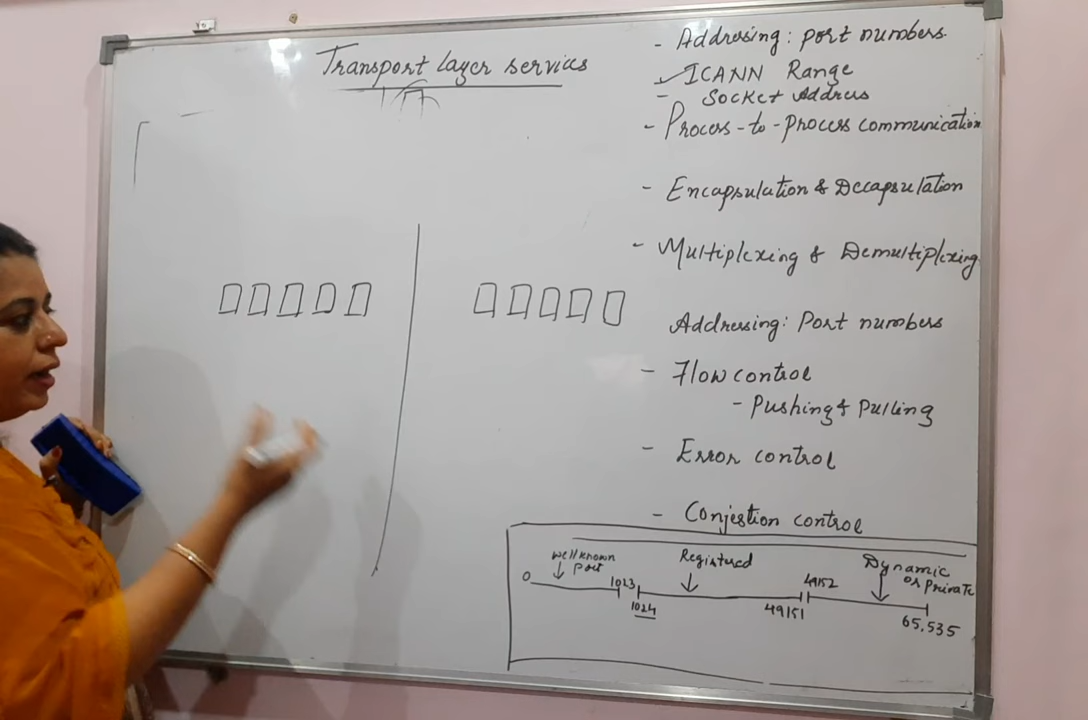 Transport layer services
- Addressing: port numbers.
- ICANN Range
- Socket Address
- Process-to-Process communication
- Encapsulation & Decapsulation
- Multiplexing & Demultiplexing
Addressing: Port numbers
- Flow control
- Pushing & Pulling
- Error control
- Conjestion control
well known
port
Registered
Dynamic
or Private
0
1023
1024
49151
49152
65,535